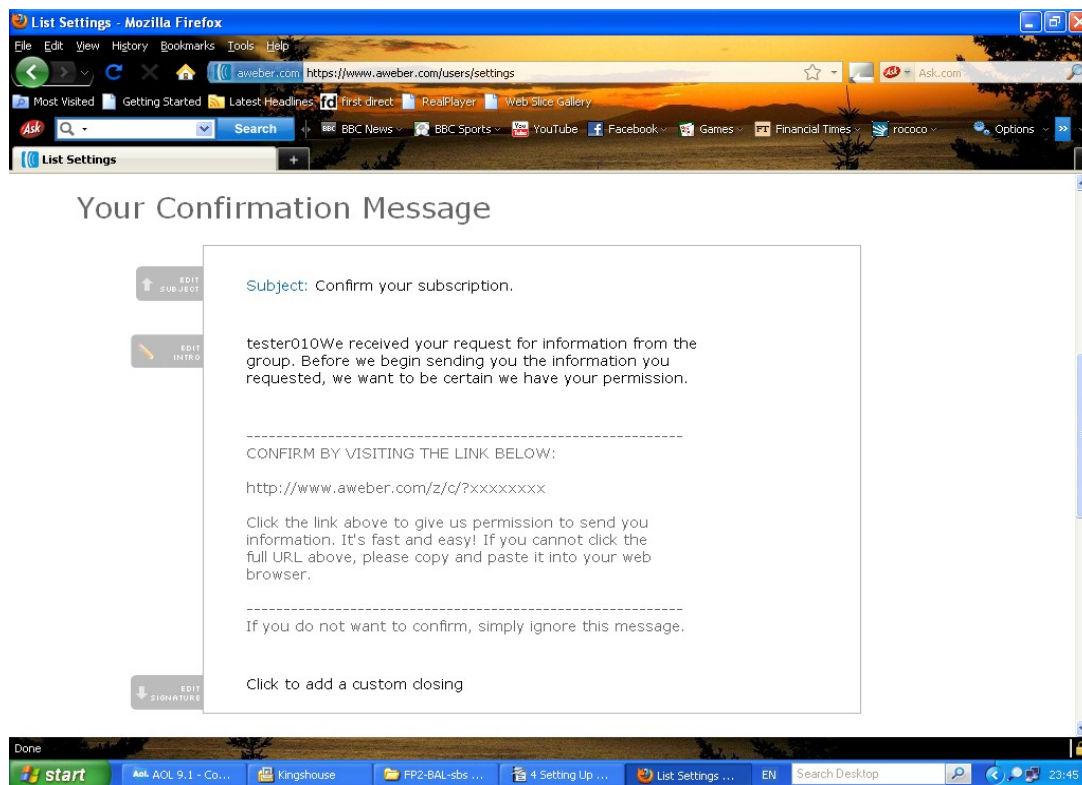 List Settings - Mozilla Firefox
File Edit View History Bookmarks Tools Help
aweber.com https://www.aweber.com/users/settings
Ask.com
Most Visited Getting Started Latest Headlines fd first direct RealPlayer Web Slice Gallery
Ask Search BBC BBC News BBC Sports YouTube Facebook Games FT Financial Times rococo Options
List Settings
Your Confirmation Message
EDIT SUBJECT
Subject: Confirm your subscription.
EDIT INTRO
tester010We received your request for information from the
group. Before we begin sending you the information you
requested, we want to be certain we have your permission.
-----------------------------------------------------------
CONFIRM BY VISITING THE LINK BELOW:
http://www.aweber.com/z/c/?xxxxxxxx
Click the link above to give us permission to send you
information. It's fast and easy! If you cannot click the
full URL above, please copy and paste it into your web
browser.
-----------------------------------------------------------
If you do not want to confirm, simply ignore this message.
EDIT SIGNATURE
Click to add a custom closing
Done
start AOL 9.1 - Co... Kingshouse FP2-BAL-sbs ... 4 Setting Up ... List Settings ... EN Search Desktop 23:45